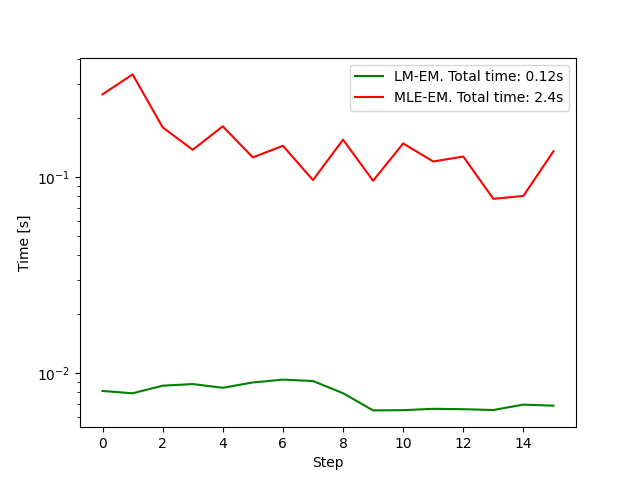 LM-EM. Total time: 0.12s
MLE-EM. Total time: 2.4s
Time [s]
10⁻¹
10⁻²
0 2 4 6 8 10 12 14
Step